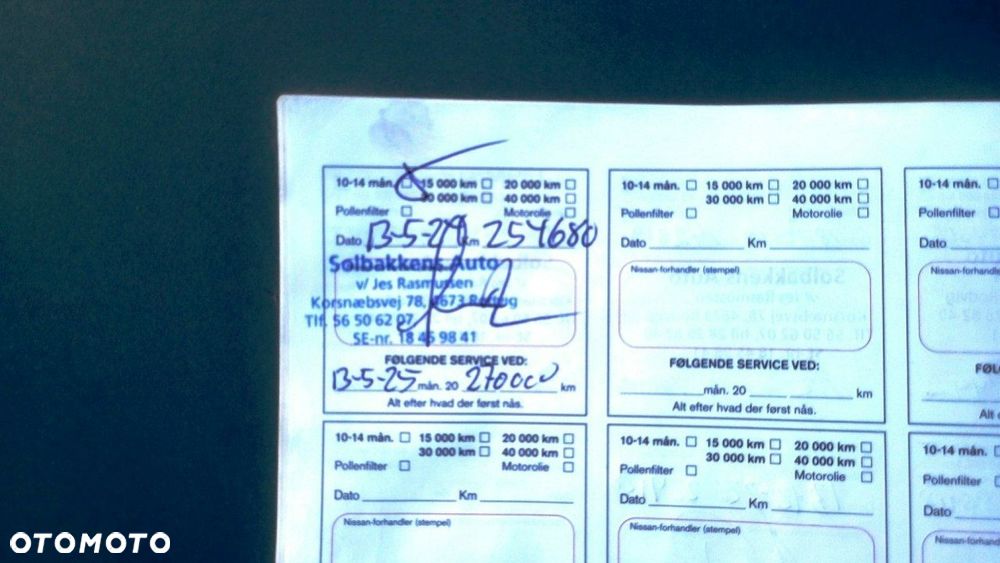 10-14 mån. 15 000 km 20 000 km
30 000 km 40 000 km
Pollenfilter Motorolie
Dato 13-5-24 Km 254680
Solbakkens Auto
v/ Jes Rasmussen
Korsnæbsvej 78, 4673 Rødvig
Tlf. 56 50 62 07
SE-nr. 18 45 98 41
FØLGENDE SERVICE VED:
13-5-25 mån. 20 270000 km
Alt efter hvad der først nås.
10-14 mån. 15 000 km 20 000 km
30 000 km 40 000 km
Pollenfilter Motorolie
Dato Km
Nissan-forhandler (stempel)
FØLGENDE SERVICE VED:
mån. 20 km
Alt efter hvad der først nås.
10-14 mån.
Pollenfilter
Dato
Nissan-forhandler
Alt
10-14 mån. 15 000 km 20 000 km
30 000 km 40 000 km
Pollenfilter Motorolie
Dato Km
Nissan-forhandler (stempel)
10-14 mån. 15 000 km 20 000 km
30 000 km 40 000 km
Pollenfilter Motorolie
Dato Km
Nissan-forhandler (stempel)
10-14 mån.
Pollenfilter
Dato
Nissan-forhandler
OTOMOTO